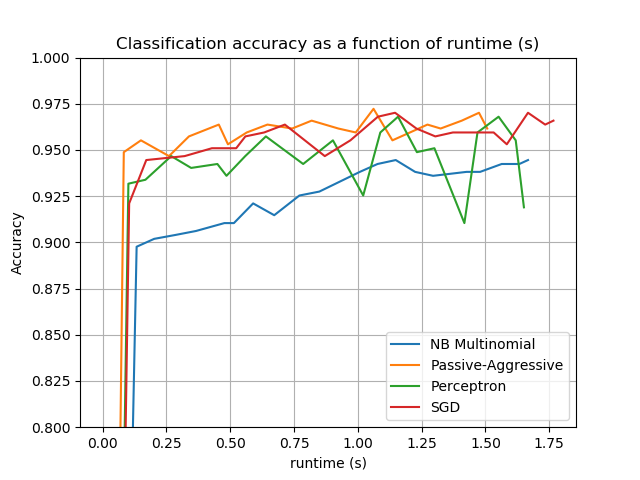 Classification accuracy as a function of runtime (s)
1.000
0.975
0.950
0.925
0.900
0.875
0.850
0.825
0.800
Accuracy
NB Multinomial
Passive-Aggressive
Perceptron
SGD
0.00 0.25 0.50 0.75 1.00 1.25 1.50 1.75
runtime (s)